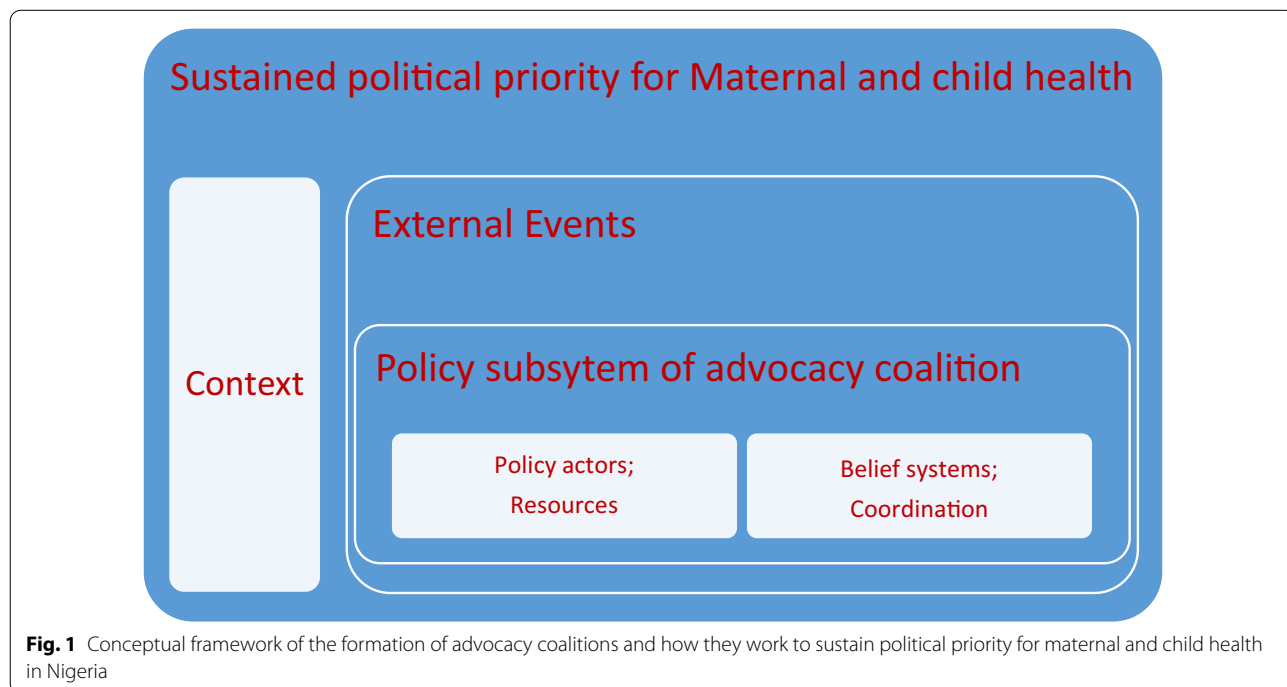 Sustained political priority for Maternal and child health
External Events
Context
Policy subsytem of advocacy coalition
Policy actors;
Resources
Belief systems;
Coordination
Fig. 1 Conceptual framework of the formation of advocacy coalitions and how they work to sustain political priority for maternal and child health
in Nigeria